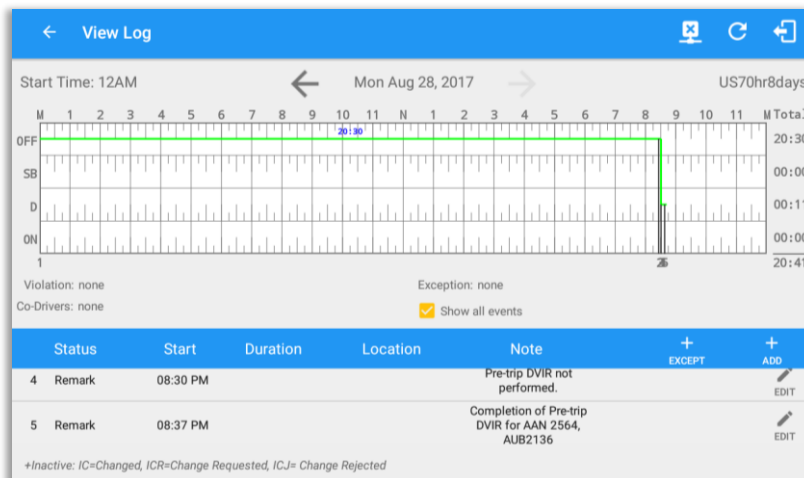 View Log
Start Time: 12AM
Mon Aug 28, 2017
US70hr8days
M 1 2 3 4 5 6 7 8 9 10 11 N 1 2 3 4 5 6 7 8 9 10 11 M Total
OFF 20:30 20:30
SB 00:00
D 00:11
ON 00:00
1 20:41
Violation: none
Exception: none
Co-Drivers: none
Show all events
Status Start Duration Location Note + EXCEPT + ADD
4 Remark 08:30 PM Pre-trip DVIR not
performed.
EDIT
5 Remark 08:37 PM Completion of Pre-trip
DVIR for AAN 2564,
AUB2136
EDIT
+Inactive: IC=Changed, ICR=Change Requested, ICJ= Change Rejected